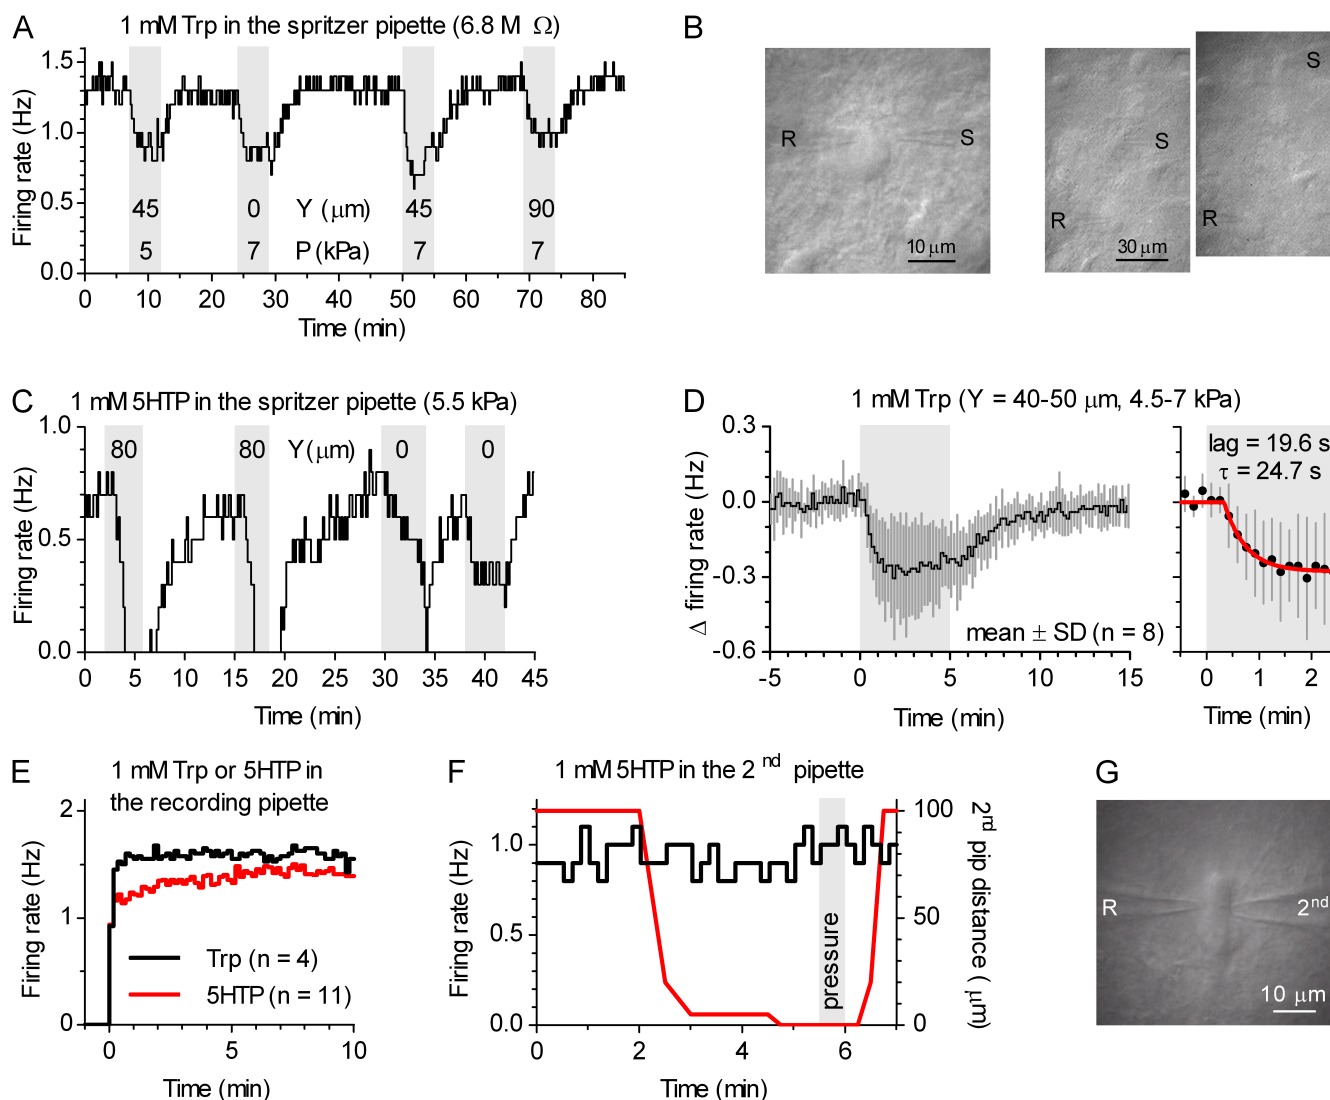 A
1 mM Trp in the spritzer pipette (6.8 M Ω)
1.5
1.0
0.5
0.0
Firing rate (Hz)
45 0 Y (μm) 45 90
5 7 P (kPa) 7 7
0 10 20 30 40 50 60 70 80
Time (min)
B
R S
10 μm
S
R
30 μm
S
R
C
1 mM 5HTP in the spritzer pipette (5.5 kPa)
1.0
0.5
0.0
Firing rate (Hz)
80 80 Y (μm) 0 0
0 5 10 15 20 25 30 35 40 45
Time (min)
D
1 mM Trp (Y = 40-50 μm, 4.5-7 kPa)
0.3
0.0
-0.3
-0.6
Δ firing rate (Hz)
mean ± SD (n = 8)
-5 0 5 10 15
Time (min)
lag = 19.6 s
τ = 24.7 s
0 1 2
Time (min)
E
1 mM Trp or 5HTP in
the recording pipette
2
1
0
Firing rate (Hz)
Trp (n = 4)
5HTP (n = 11)
0 5 10
Time (min)
F
1 mM 5HTP in the 2nd pipette
1.0
0.5
0.0
Firing rate (Hz)
pressure
100
50
0
2rd pip distance (μm)
0 2 4 6
Time (min)
G
R 2nd
10 μm